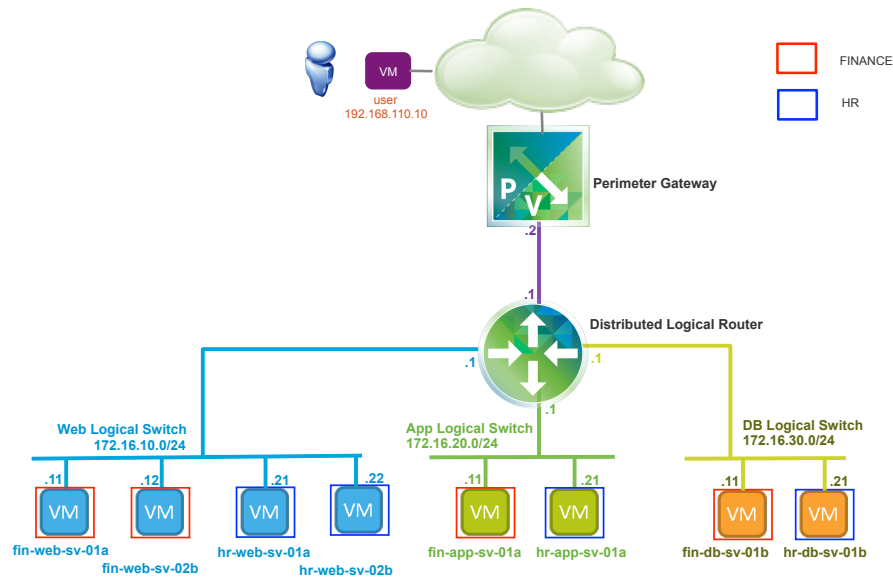 VM
user
192.168.110.10
FINANCE
HR
P
V
Perimeter Gateway
.2
.1
Distributed Logical Router
.1
.1
.1
Web Logical Switch
172.16.10.0/24
App Logical Switch
172.16.20.0/24
DB Logical Switch
172.16.30.0/24
.11
.12
.21
.22
.11
.21
.11
.21
VM
VM
VM
VM
VM
VM
VM
VM
fin-web-sv-01a
fin-web-sv-02b
hr-web-sv-01a
hr-web-sv-02b
fin-app-sv-01a
hr-app-sv-01a
fin-db-sv-01b
hr-db-sv-01b